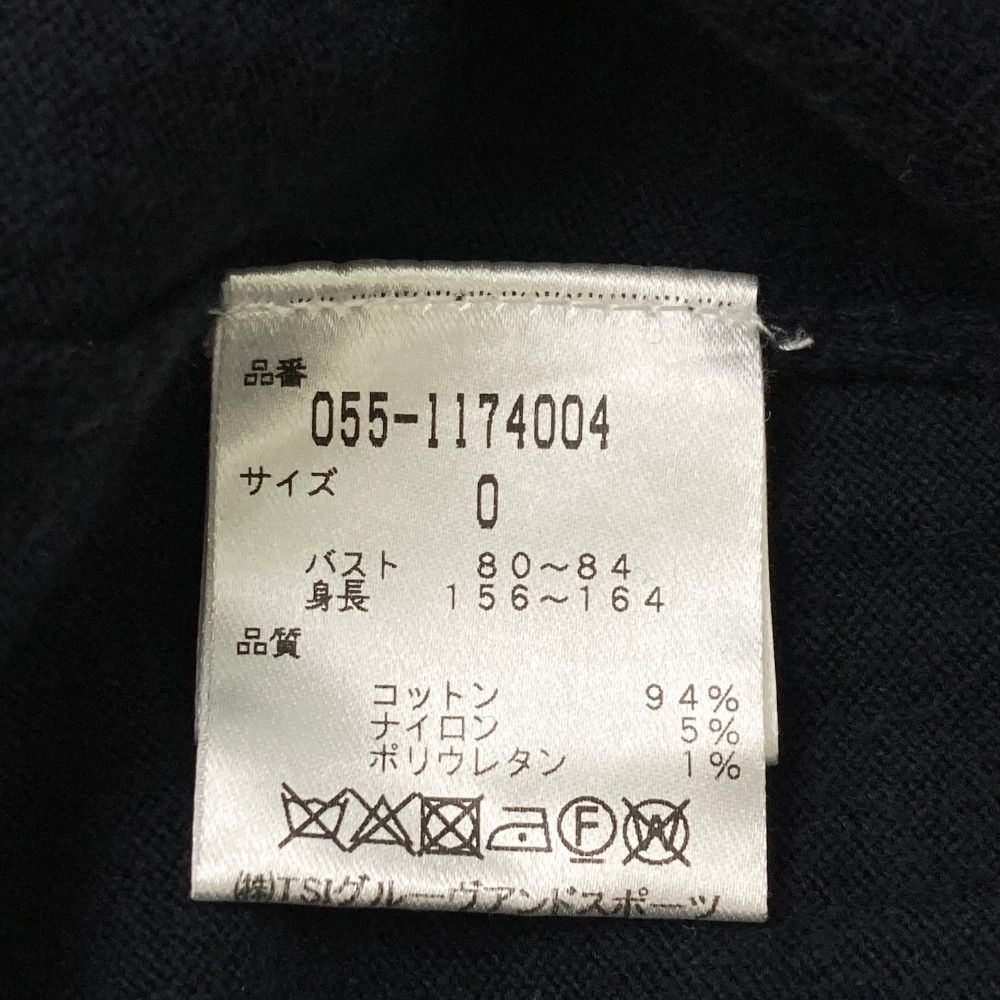 品番
055-1174004
サイズ
0
バスト 80～84
身長 156～164
品質
コットン 94%
ナイロン 5%
ポリウレタン 1%
F W
(株)TSIグルーヴアンドスポーツ